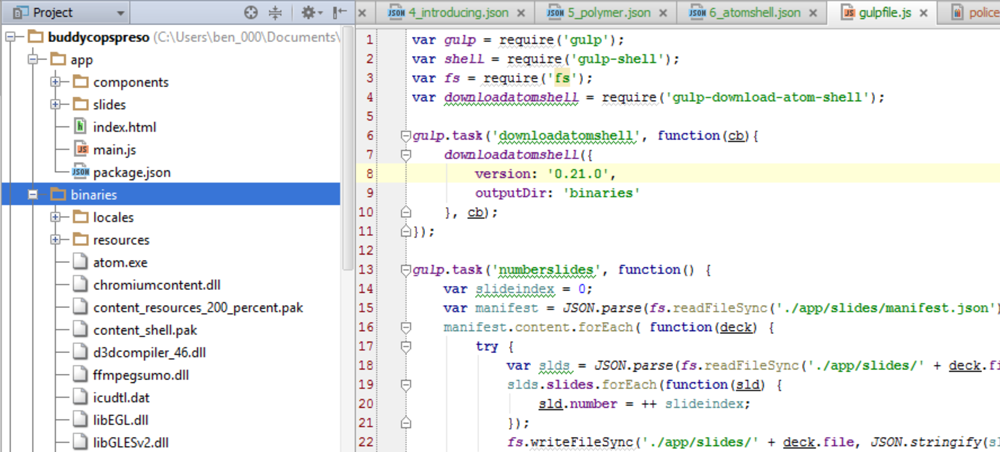 Project
4_introducing.json
5_polymer.json
6_atomshell.json
gulpfile.js
police
buddycopspreso (C:\Users\ben_000\Documents\
app
components
slides
index.html
main.js
package.json
binaries
locales
resources
atom.exe
chromiumcontent.dll
content_resources_200_percent.pak
content_shell.pak
d3dcompiler_46.dll
ffmpegsumo.dll
icudtl.dat
libEGL.dll
libGLESv2.dll
1 var gulp = require('gulp');
2 var shell = require('gulp-shell');
3 var fs = require('fs');
4 var downloadatomshell = require('gulp-download-atom-shell');
5
6 gulp.task('downloadatomshell', function(cb){
7 downloadatomshell({
8 version: '0.21.0',
9 outputDir: 'binaries'
10 }, cb);
11 });
12
13 gulp.task('numberslides', function() {
14 var slideindex = 0;
15 var manifest = JSON.parse(fs.readFileSync('./app/slides/manifest.json')
16 manifest.content.forEach( function(deck) {
17 try {
18 var slds = JSON.parse(fs.readFileSync('./app/slides/' + deck.fi
19 slds.slides.forEach(function(sld) {
20 sld.number = ++ slideindex;
21 });
22 fs.writeFileSync('./app/slides/' + deck.file, JSON.stringify(sl